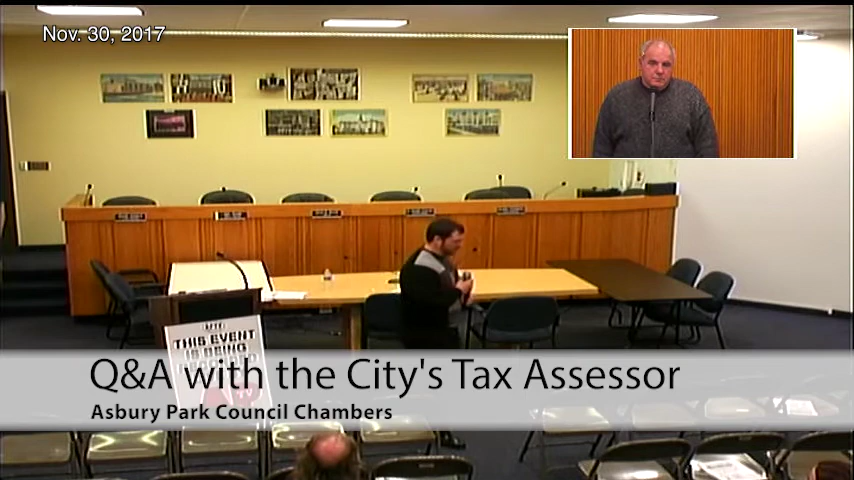 Nov. 30, 2017
THIS EVENT
IS BEING
Q&A with the City's Tax Assessor
Asbury Park Council Chambers